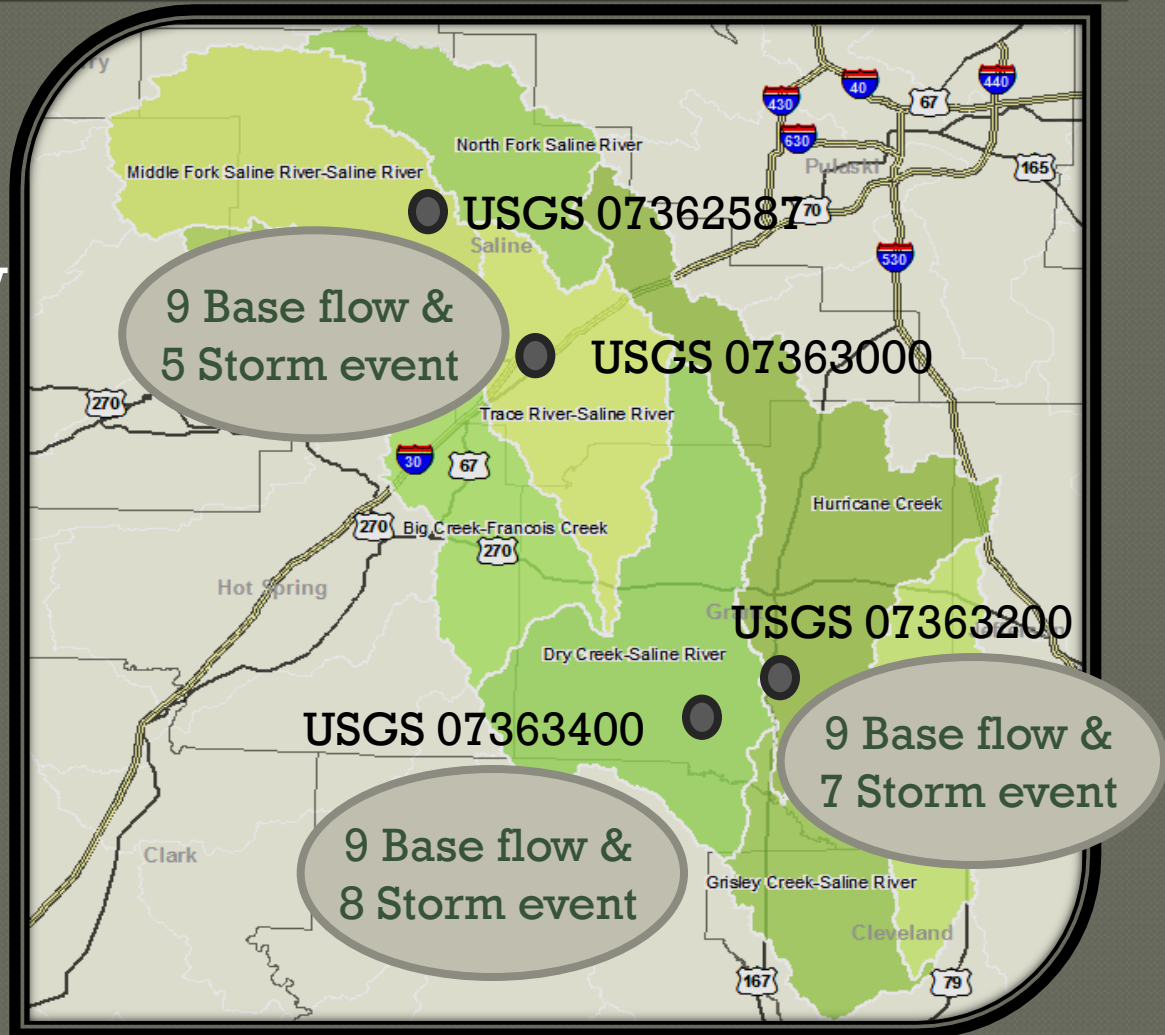 440
40
67
430
630
North Fork Saline River
165
Middle Fork Saline River-Saline River
Pulaski
USGS 07362587
70
Saline
530
9 Base flow &
5 Storm event
USGS 07363000
270
Trace River-Saline River
30
67
Hurricane Creek
270
Big Creek-Francois Creek
270
Hot Spring
USGS 07363200
Dry Creek-Saline River
USGS 07363400
9 Base flow &
7 Storm event
9 Base flow &
8 Storm event
Clark
Grisley Creek-Saline River
Cleveland
167
79